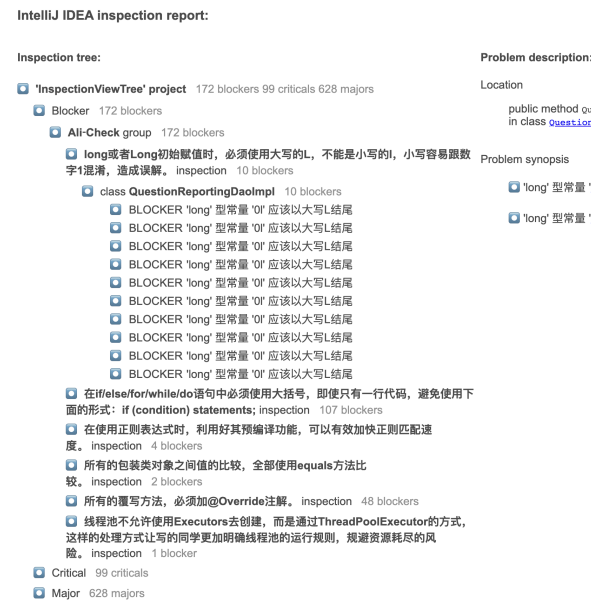 IntelliJ IDEA inspection report:
Inspection tree:
'InspectionViewTree' project 172 blockers 99 criticals 628 majors
Blocker 172 blockers
Ali-Check group 172 blockers
long或者Long初始赋值时，必须使用大写的L，不能是小写的l，小写容易跟数
字1混淆，造成误解。 inspection 10 blockers
class QuestionReportingDaoImpl 10 blockers
BLOCKER 'long' 型常量 '0l' 应该以大写L结尾
BLOCKER 'long' 型常量 '0l' 应该以大写L结尾
BLOCKER 'long' 型常量 '0l' 应该以大写L结尾
BLOCKER 'long' 型常量 '0l' 应该以大写L结尾
BLOCKER 'long' 型常量 '0l' 应该以大写L结尾
BLOCKER 'long' 型常量 '0l' 应该以大写L结尾
BLOCKER 'long' 型常量 '0l' 应该以大写L结尾
BLOCKER 'long' 型常量 '0l' 应该以大写L结尾
BLOCKER 'long' 型常量 '0l' 应该以大写L结尾
BLOCKER 'long' 型常量 '0l' 应该以大写L结尾
在if/else/for/while/do语句中必须使用大括号，即使只有一行代码，避免使用下
面的形式：if (condition) statements; inspection 107 blockers
在使用正则表达式时，利用好其预编译功能，可以有效加快正则匹配速
度。 inspection 4 blockers
所有的包装类对象之间值的比较，全部使用equals方法比
较。 inspection 2 blockers
所有的覆写方法，必须加@Override注解。 inspection 48 blockers
线程池不允许使用Executors去创建，而是通过ThreadPoolExecutor的方式，
这样的处理方式让写的同学更加明确线程池的运行规则，规避资源耗尽的风
险。 inspection 1 blocker
Critical 99 criticals
Major 628 majors
Problem description:
Location
public method
in class Question
Problem synopsis
'long' 型常量 '
'long' 型常量 '